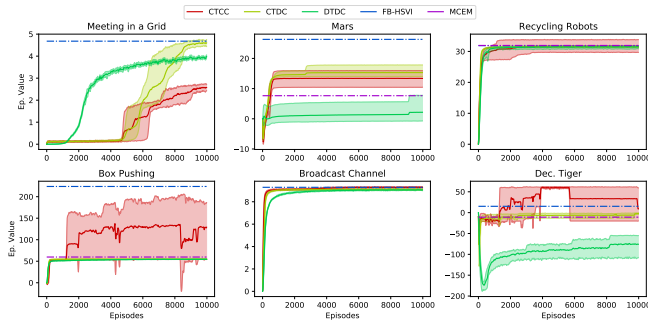 CTCC CTDC DTDC FB-HSVI MCEM
Meeting in a Grid
Mars
Recycling Robots
Ep. Value
5
4
3
2
1
0
0 2000 4000 6000 8000 10000
20
10
0
−10
0 2000 4000 6000 8000 10000
30
20
10
0
0 2000 4000 6000 8000 10000
Box Pushing
Broadcast Channel
Dec. Tiger
Ep. Value
200
150
100
50
0
−50
0 2000 4000 6000 8000 10000
Episodes
8
6
4
2
0
0 2000 4000 6000 8000 10000
Episodes
50
0
−50
−100
−150
−200
0 2000 4000 6000 8000 10000
Episodes